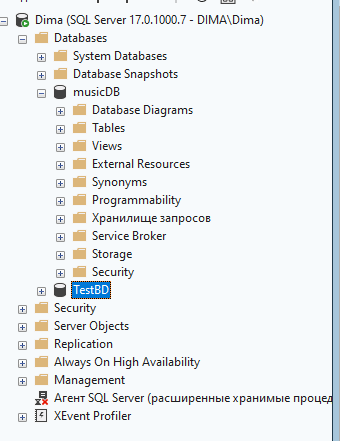 Dima (SQL Server 17.0.1000.7 - DIMA\Dima)
Databases
System Databases
Database Snapshots
musicDB
Database Diagrams
Tables
Views
External Resources
Synonyms
Programmability
Хранилище запросов
Service Broker
Storage
Security
TestBD
Security
Server Objects
Replication
Always On High Availability
Management
Агент SQL Server (расширенные хранимые процед
XEvent Profiler